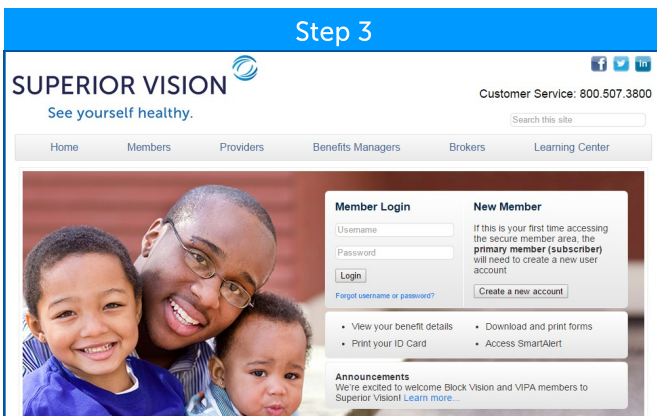 Step 3
SUPERIOR VISION
See yourself healthy.
f in
Customer Service: 800.507.3800
Search this site
Home Members Providers Benefits Managers Brokers Learning Center
Member Login
Username
Password
Login
Forgot username or password?
New Member
If this is your first time accessing
the secure member area, the
primary member (subscriber)
will need to create a new user
account
Create a new account
• View your benefit details
• Print your ID Card
• Download and print forms
• Access SmartAlert
Announcements
We're excited to welcome Block Vision and VIPA members to
Superior Vision! Learn more...